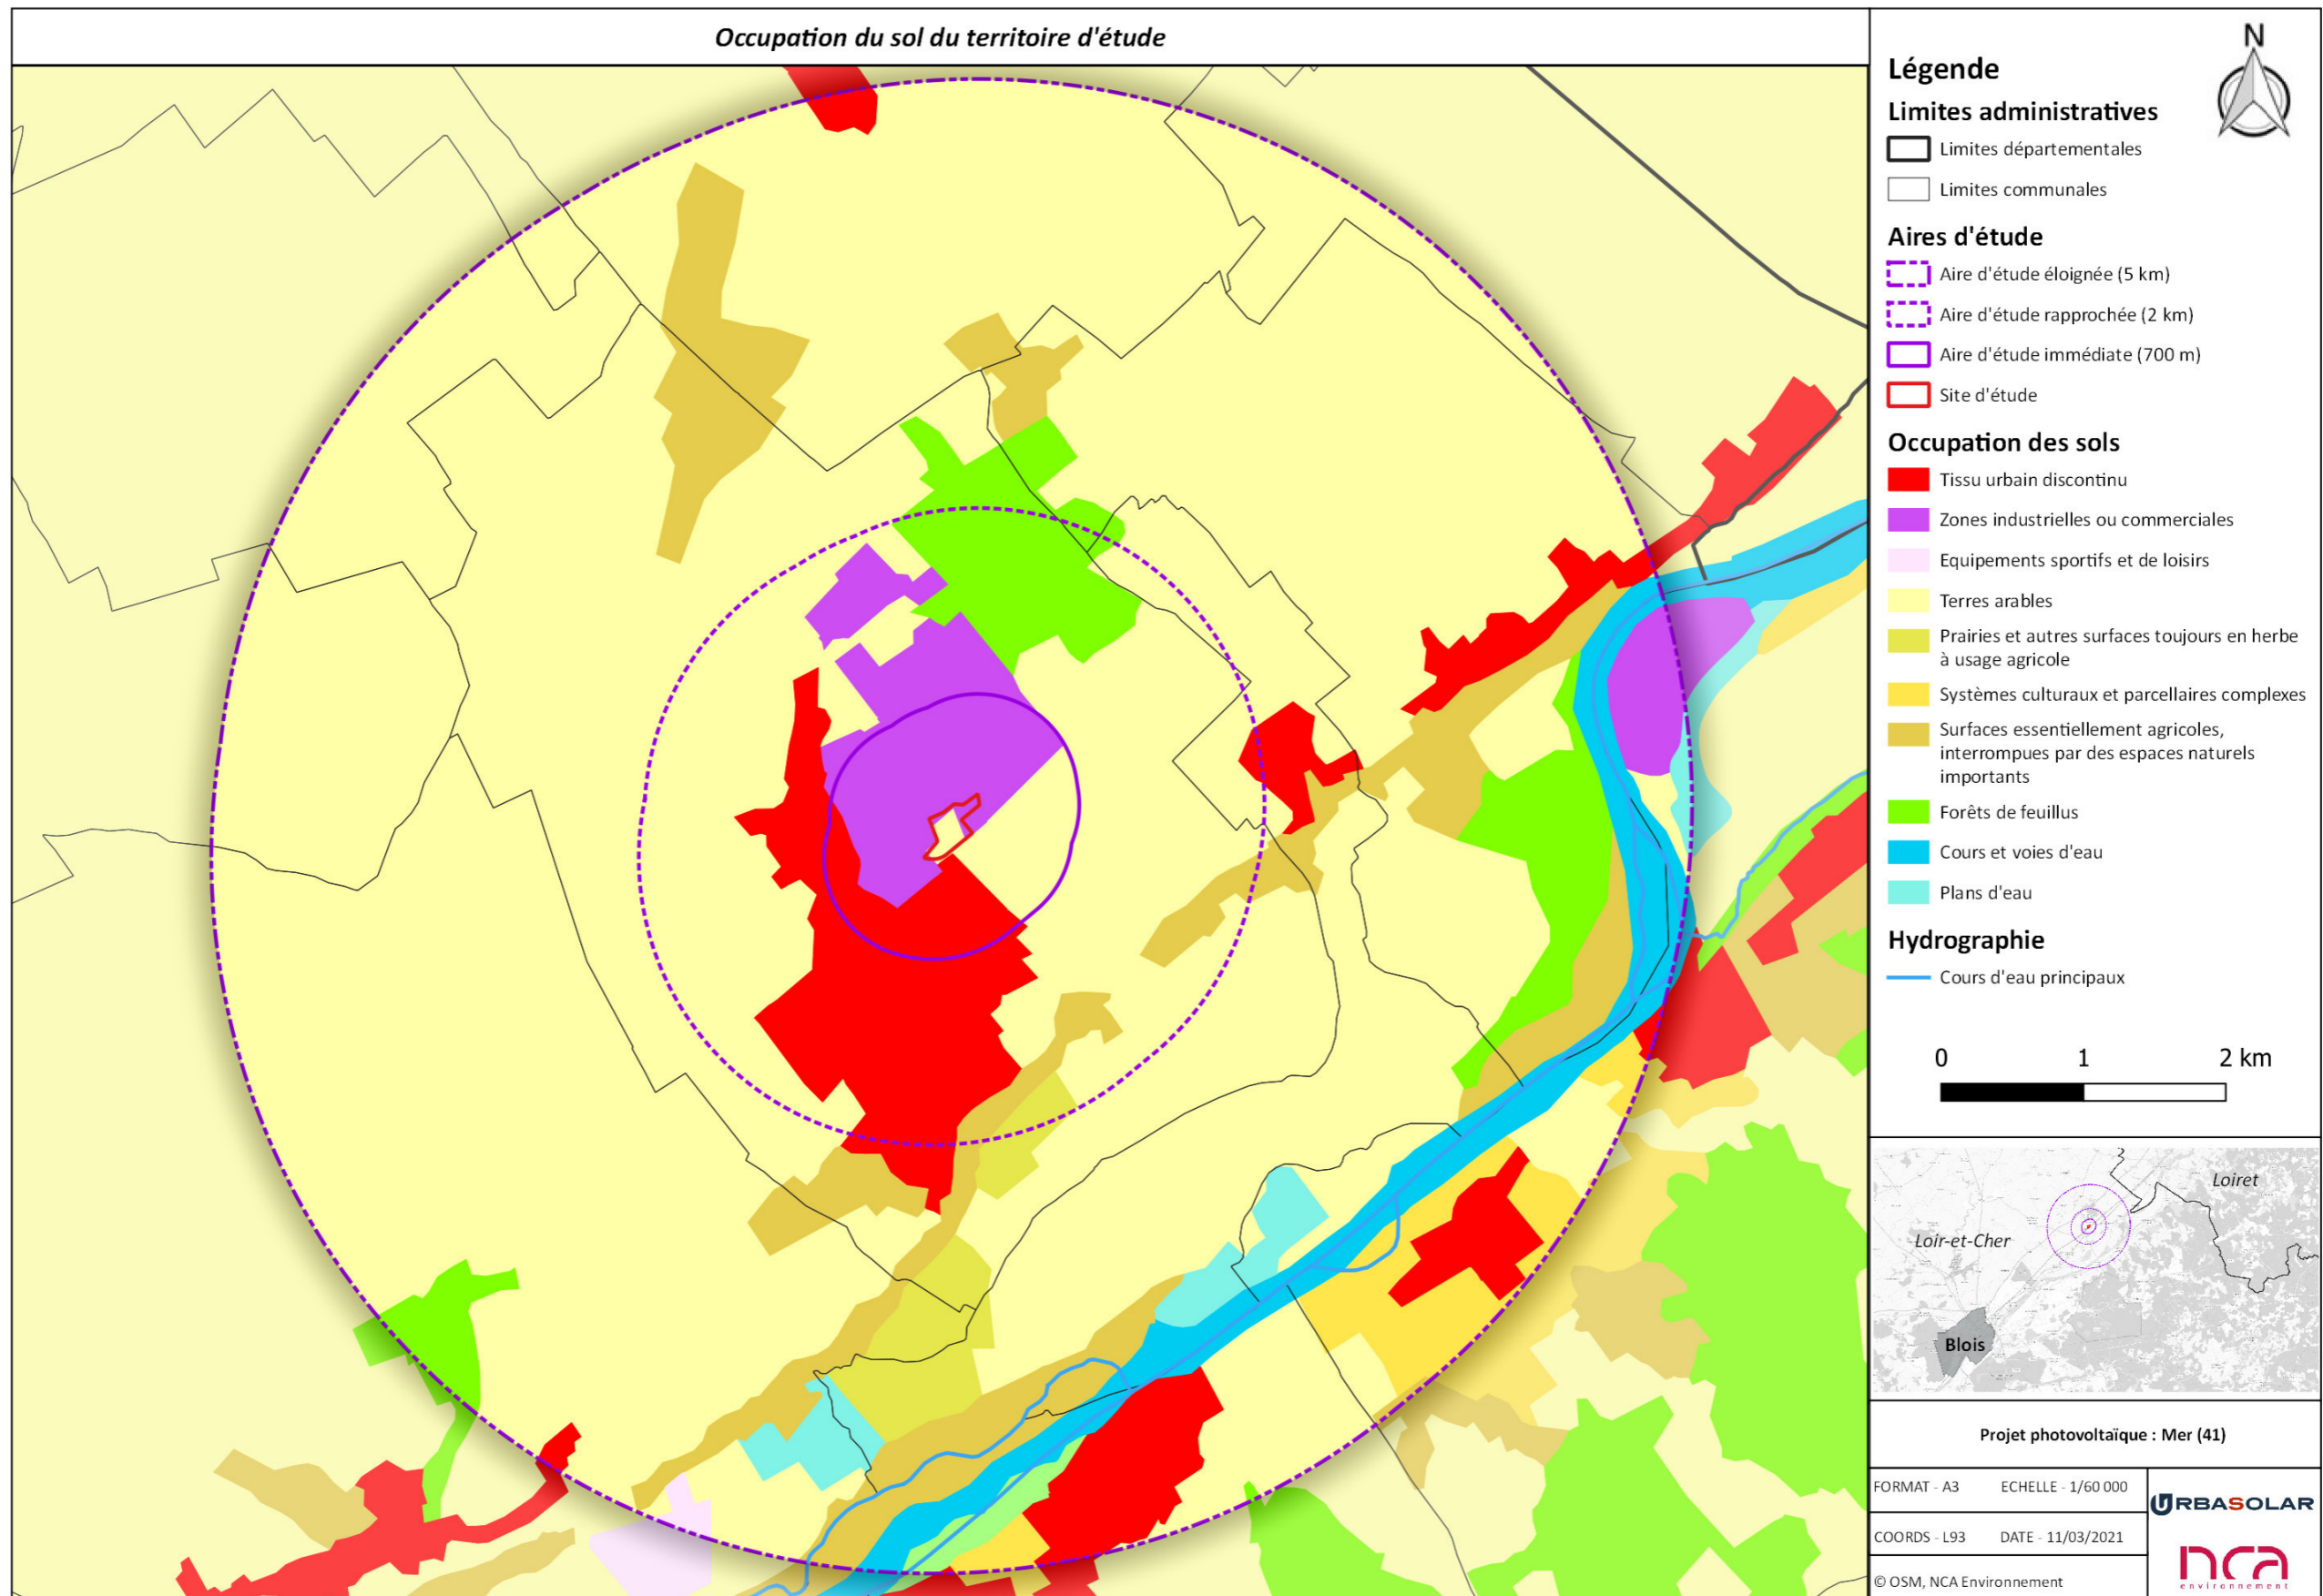 Occupation du sol du territoire d'étude
N
Légende
Limites administratives
Limites départementales
Limites communales
Aires d'étude
Aire d'étude éloignée (5 km)
Aire d'étude rapprochée (2 km)
Aire d'étude immédiate (700 m)
Site d'étude
Occupation des sols
Tissu urbain discontinu
Zones industrielles ou commerciales
Equipements sportifs et de loisirs
Terres arables
Prairies et autres surfaces toujours en herbe
à usage agricole
Systèmes culturaux et parcellaires complexes
Surfaces essentiellement agricoles,
interrompues par des espaces naturels
importants
Forêts de feuillus
Cours et voies d'eau
Plans d'eau
Hydrographie
Cours d'eau principaux
0 1 2 km
Loiret
Loir-et-Cher
Blois
Projet photovoltaïque : Mer (41)
FORMAT - A3 ECHELLE - 1/60 000
URBASOLAR
COORDS - L93 DATE - 11/03/2021
nca
environnement
© OSM, NCA Environnement